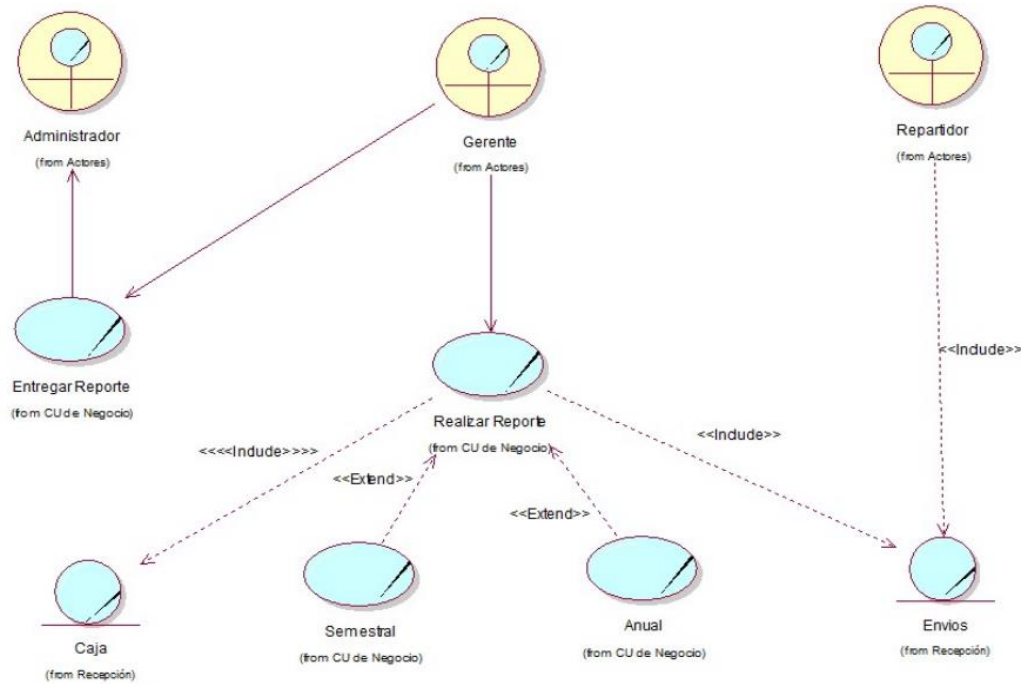 Administrador
(from Actores)
Gerente
(from Actores)
Repartidor
(from Actores)
<<Include>>
Entregar Reporte
(from CU de Negocio)
Realizar Reporte
(from CU de Negocio)
<<<<Include>>>>
<<Include>>
<<Extend>>
<<Extend>>
Caja
(from Recepción)
Semestral
(from CU de Negocio)
Anual
(from CU de Negocio)
Envios
(from Recepción)